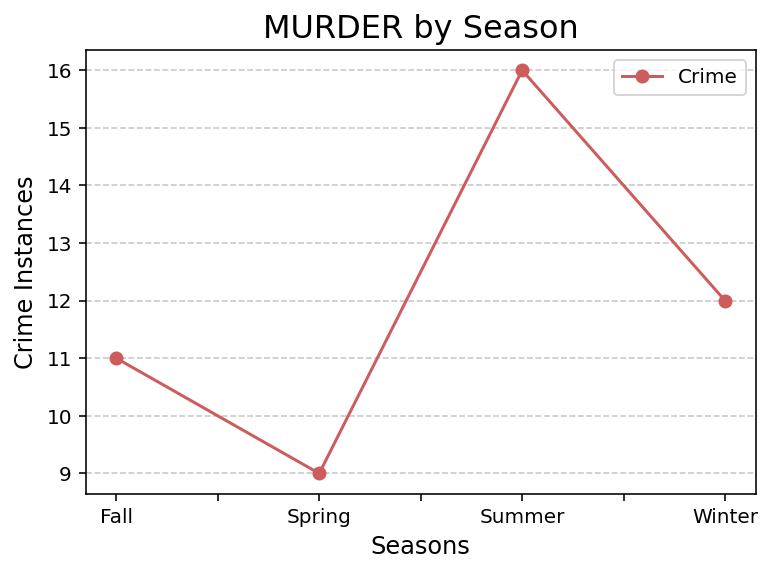 MURDER by Season
Crime
16
15
14
13
12
11
10
9
Crime Instances
Fall
Spring
Summer
Winter
Seasons